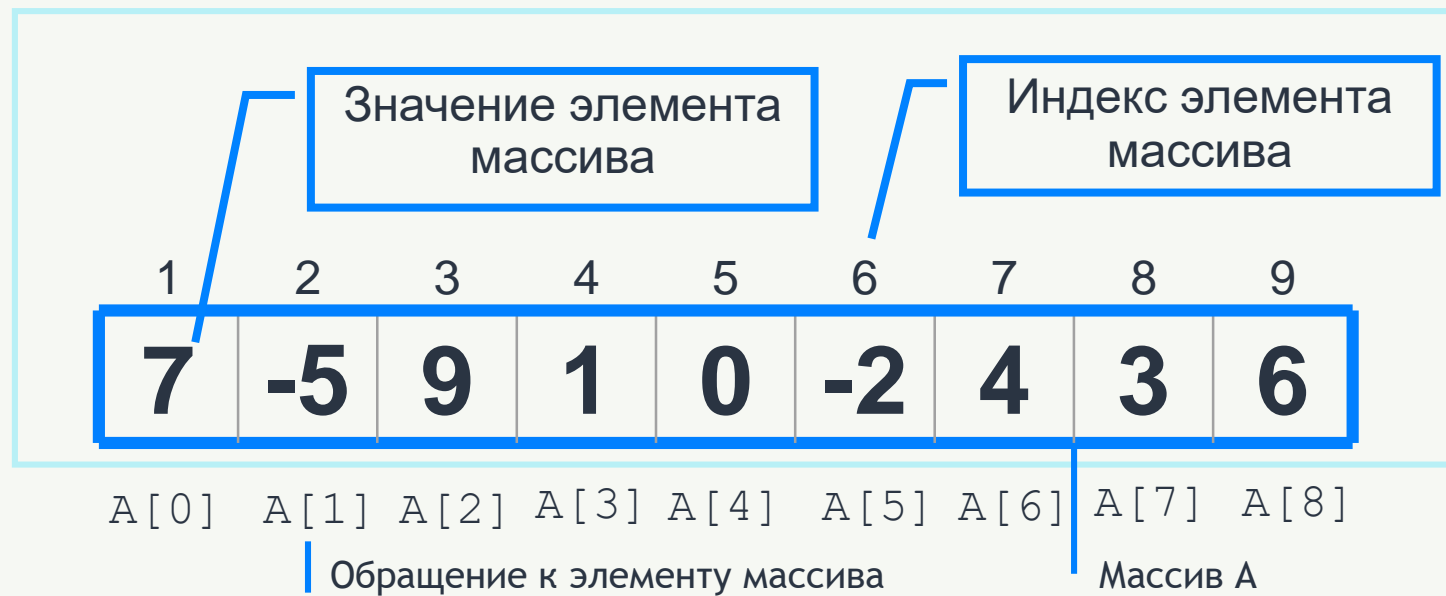 Значение элемента
массива
Индекс элемента
массива
1 2 3 4 5 6 7 8 9
7 -5 9 1 0 -2 4 3 6
A[0] A[1] A[2] A[3] A[4] A[5] A[6] A[7] A[8]
Обращение к элементу массива
Массив А